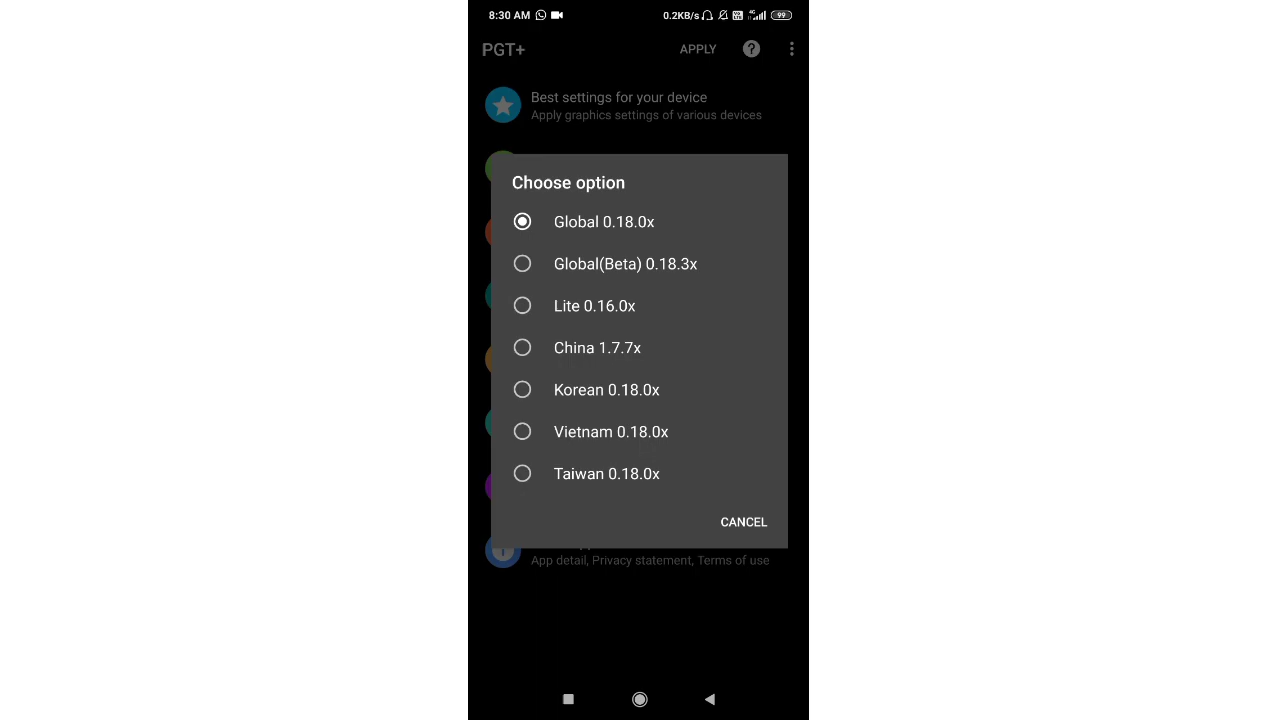 8:30 AM 0.2KB/s 4G 99
PGT+ APPLY ?
Best settings for your device
Apply graphics settings of various devices
Choose option
Global 0.18.0x
Global(Beta) 0.18.3x
Lite 0.16.0x
China 1.7.7x
Korean 0.18.0x
Vietnam 0.18.0x
Taiwan 0.18.0x
CANCEL
App detail, Privacy statement, Terms of use